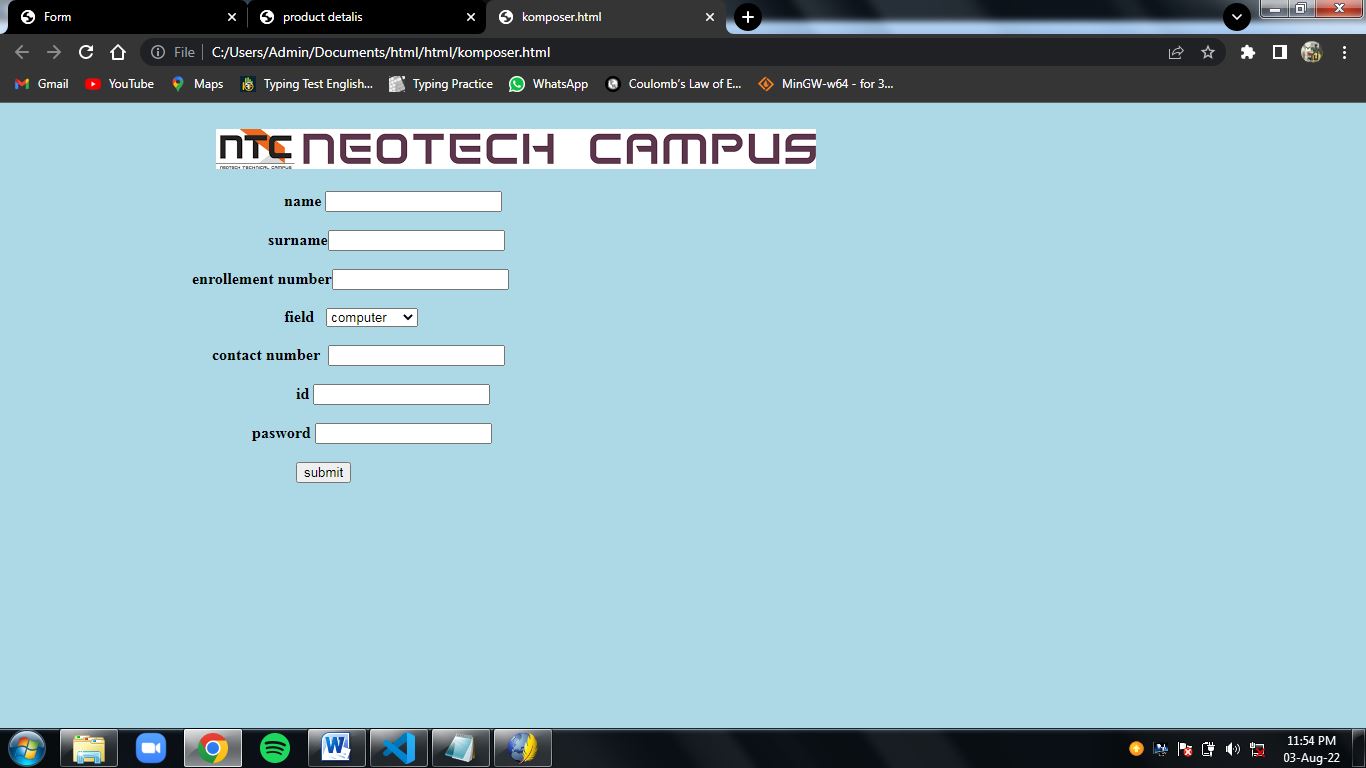 Form
product detalis
komposer.html
File C:/Users/Admin/Documents/html/html/komposer.html
Gmail YouTube Maps Typing Test English... Typing Practice WhatsApp Coulomb's Law of E... MinGW-w64 - for 3...
NTC NEOTECH CAMPUS
NEOTECH TECHNICAL CAMPUS
name
surname
enrollement number
field computer
contact number
id
pasword
submit
11:54 PM
03-Aug-22